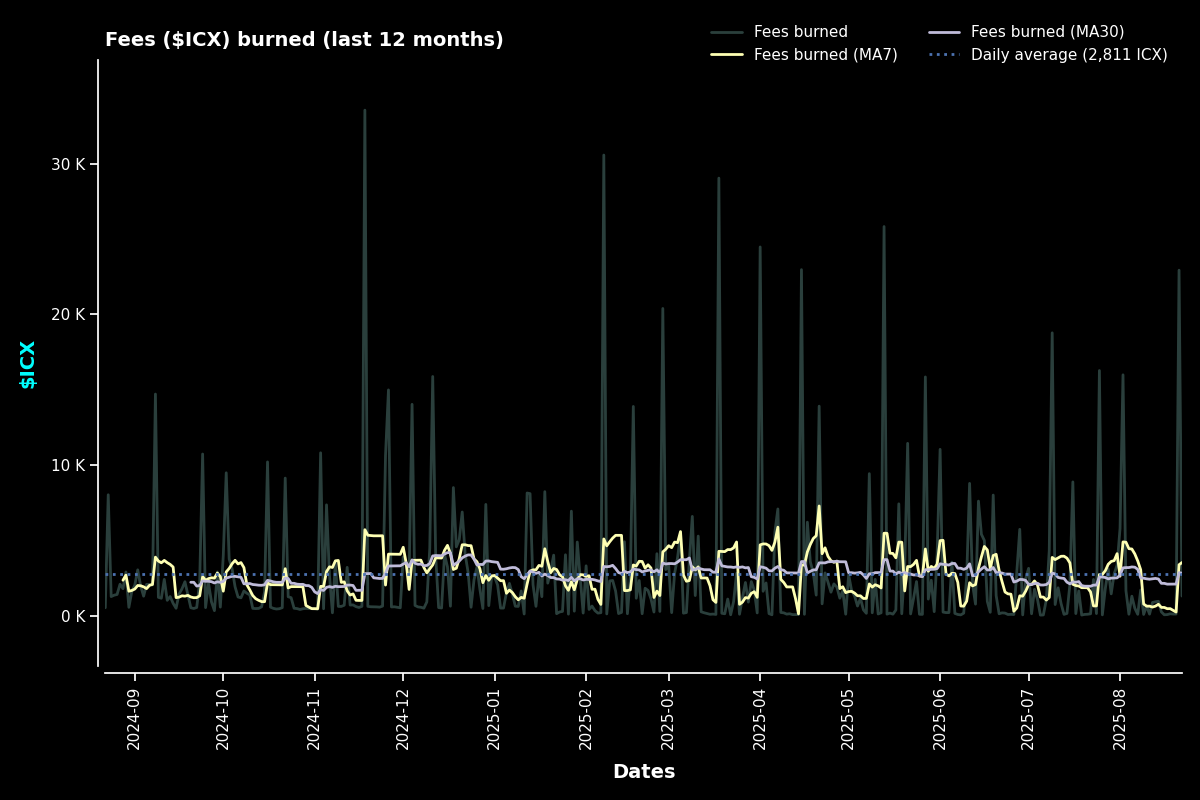 Fees ($ICX) burned (last 12 months)
Fees burned
Fees burned (MA7)
Fees burned (MA30)
Daily average (2,811 ICX)
$ICX
30 K
20 K
10 K
0 K
2024-09
2024-10
2024-11
2024-12
2025-01
2025-02
2025-03
2025-04
2025-05
2025-06
2025-07
2025-08
Dates